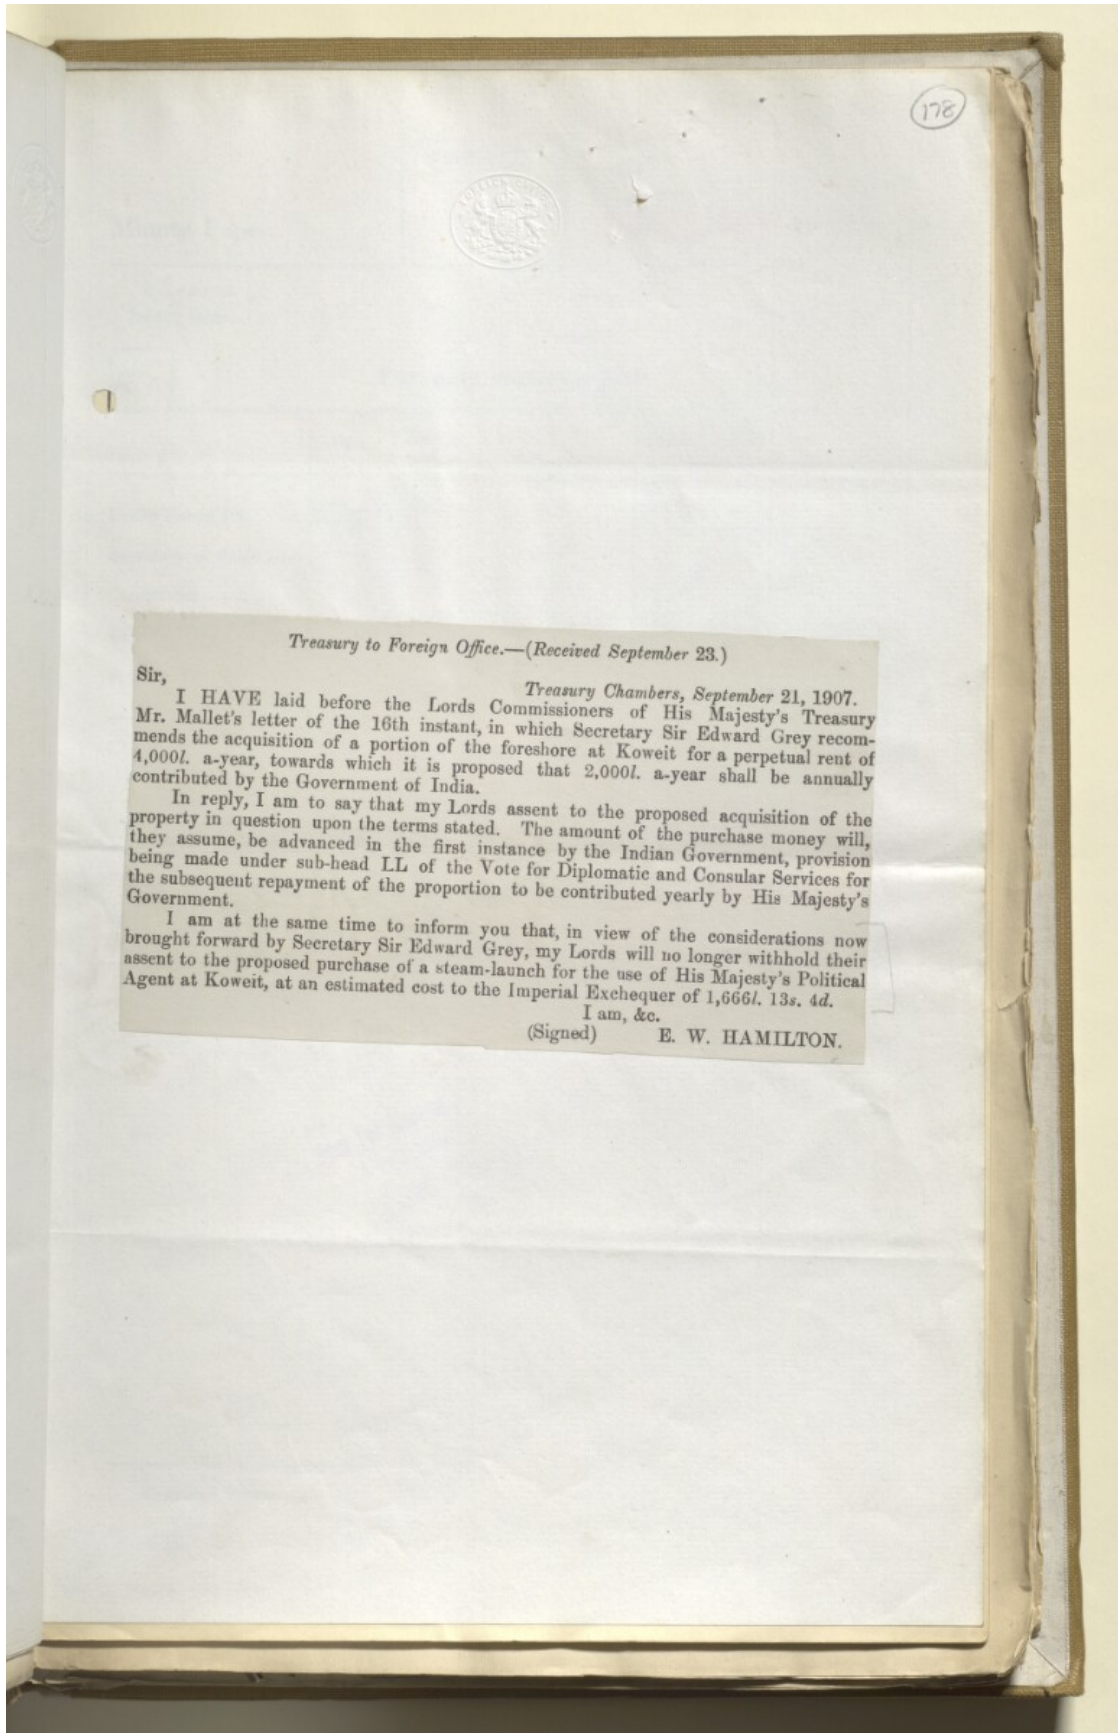 178
Treasury to Foreign Office.—(Received September 23.)
Sir,
Treasury Chambers, September 21, 1907.
I HAVE laid before the Lords Commissioners of His Majesty's Treasury
Mr. Mallet's letter of the 16th instant, in which Secretary Sir Edward Grey recom-
mends the acquisition of a portion of the foreshore at Koweit for a perpetual rent of
4,000l. a-year, towards which it is proposed that 2,000l. a-year shall be annually
contributed by the Government of India.
In reply, I am to say that my Lords assent to the proposed acquisition of the
property in question upon the terms stated. The amount of the purchase money will,
they assume, be advanced in the first instance by the Indian Government, provision
being made under sub-head LL of the Vote for Diplomatic and Consular Services for
the subsequent repayment of the proportion to be contributed yearly by His Majesty's
Government.
I am at the same time to inform you that, in view of the considerations now
brought forward by Secretary Sir Edward Grey, my Lords will no longer withhold their
assent to the proposed purchase of a steam-launch for the use of His Majesty's Political
Agent at Koweit, at an estimated cost to the Imperial Exchequer of 1,666l. 13s. 4d.
I am, &c.
(Signed) E. W. HAMILTON.